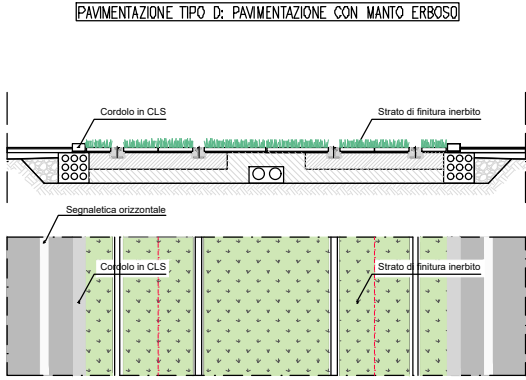 PAVIMENTAZIONE TIPO D: PAVIMENTAZIONE CON MANTO ERBOSO
Cordolo in CLS
Strato di finitura inerbito
Segnaletica orizzontale
Cordolo in CLS
Strato di finitura inerbito